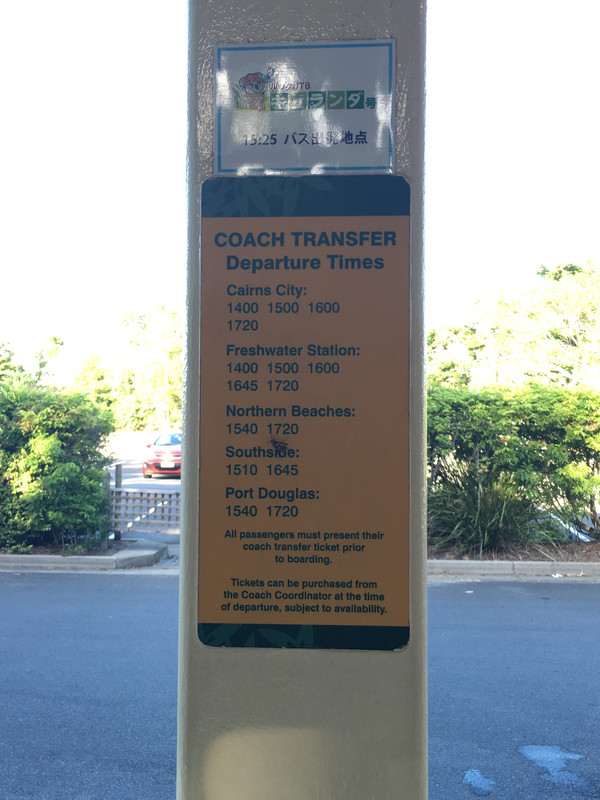 キュランダ号
15:25 バス出発地点
COACH TRANSFER
Departure Times
Cairns City:
1400 1500 1600
1720
Freshwater Station:
1400 1500 1600
1645 1720
Northern Beaches:
1540 1720
Southside:
1510 1645
Port Douglas:
1540 1720
All passengers must present their
coach transfer ticket prior
to boarding.
Tickets can be purchased from
the Coach Coordinator at the time
of departure, subject to availability.